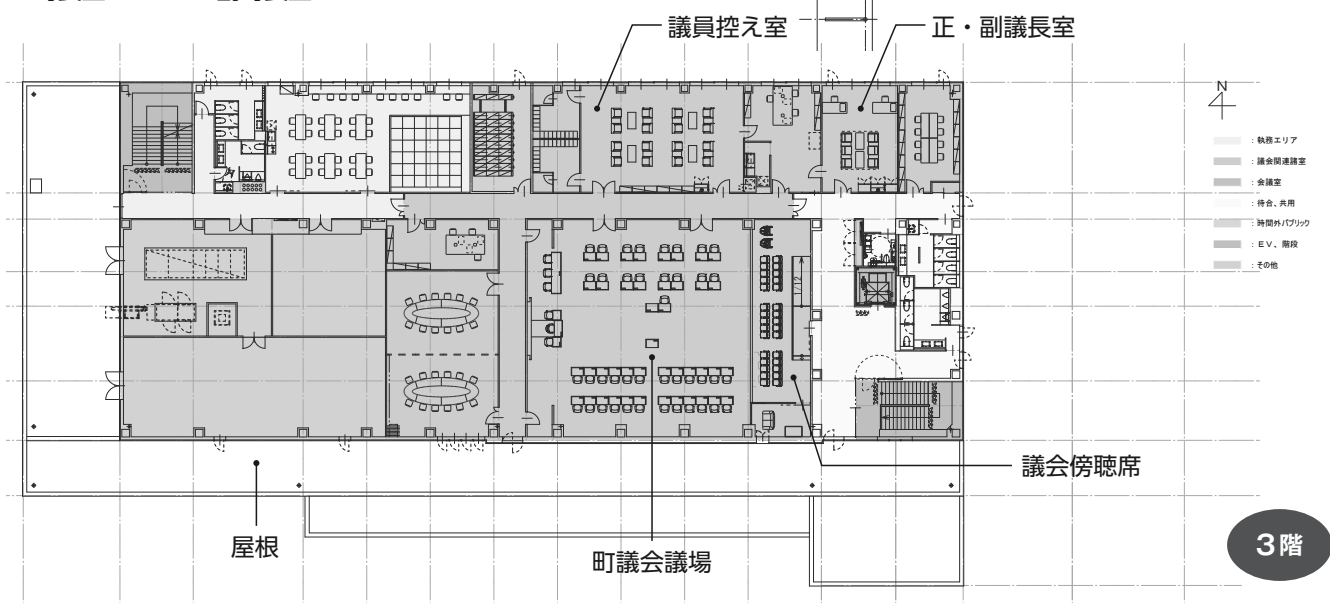 議員控え室
正・副議長室
N
：執務エリア
：議会関連諸室
：会議室
：待合、共用
：時間外パブリック
：ＥＶ、階段
：その他
1/12
議会傍聴席
屋根
町議会議場
3階